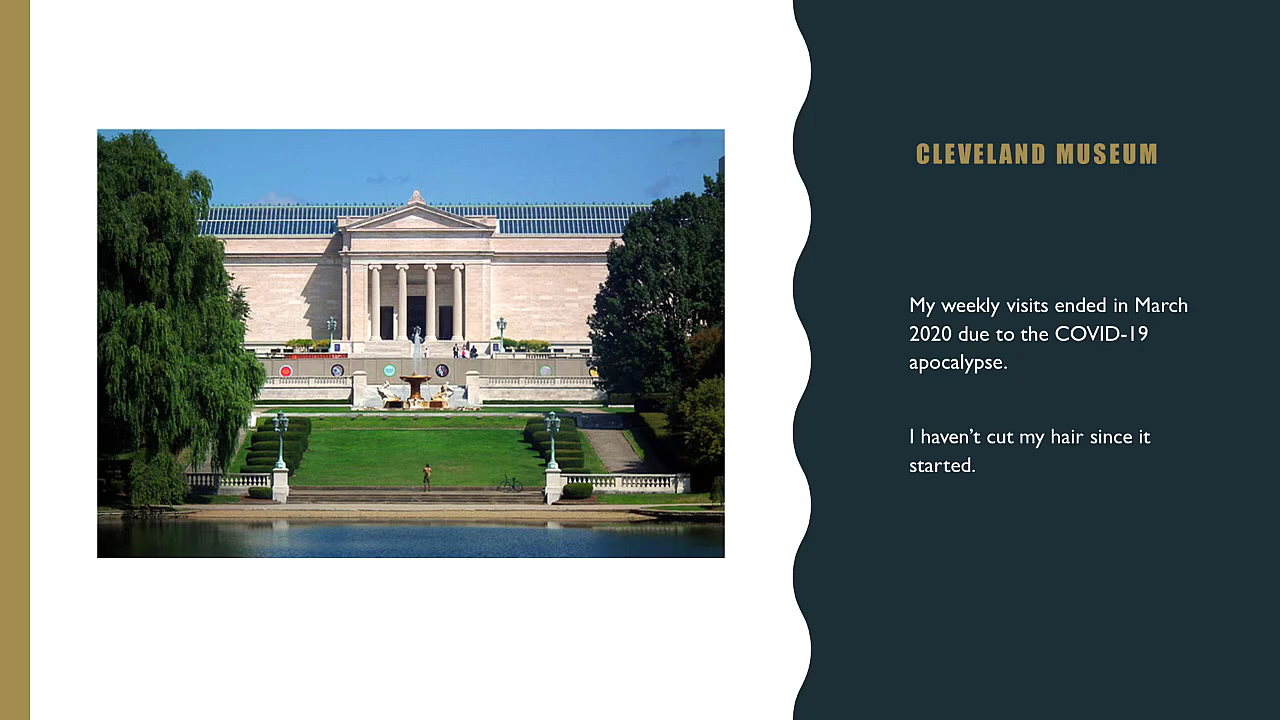 CLEVELAND MUSEUM
My weekly visits ended in March
2020 due to the COVID-19
apocalypse.
I haven’t cut my hair since it
started.